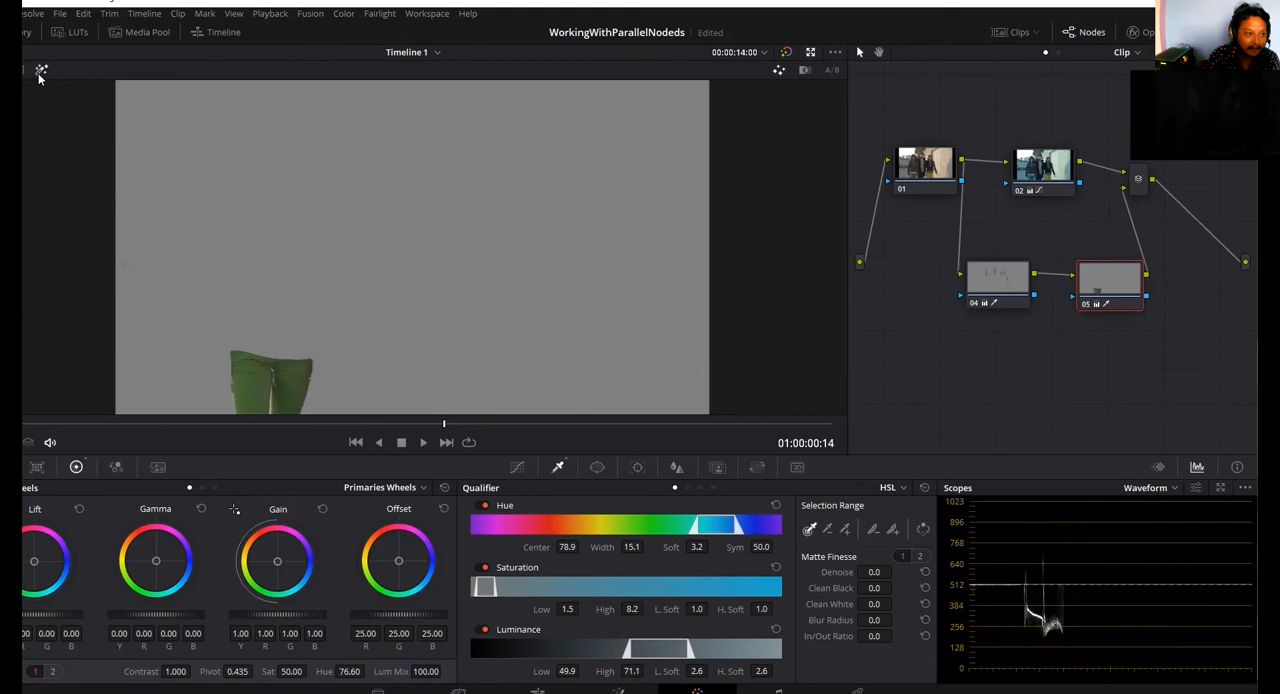 esolve File Edit Trim Timeline Clip Mark View Playback Fusion Color Fairlight Workspace Help
ry LUTs Media Pool Timeline WorkingWithParallelNodeds Edited Clips Nodes Op
Timeline 1 00:00:14:00 Clip
A/B
01 02
04 05
01:00:00:14
eels Primaries Wheels Qualifier HSL Scopes Waveform
Lift Gamma Gain Offset
.00 0.00 0.00 0.00 0.00 0.00 0.00 1.00 1.00 1.00 1.00 25.00 25.00 25.00
R G B Y R G B Y R G B R G B
1 2 Contrast 1.000 Pivot 0.435 Sat 50.00 Hue 76.60 Lum Mix 100.00
Hue
Center 78.9 Width 15.1 Soft 3.2 Sym 50.0
Saturation
Low 1.5 High 8.2 L. Soft 1.0 H. Soft 1.0
Luminance
Low 49.9 High 71.1 L. Soft 2.6 H. Soft 2.6
Selection Range
Matte Finesse 1 2
Denoise 0.0
Clean Black 0.0
Clean White 0.0
Blur Radius 0.0
In/Out Ratio 0.0
1023
896
768
640
512
384
256
128
0